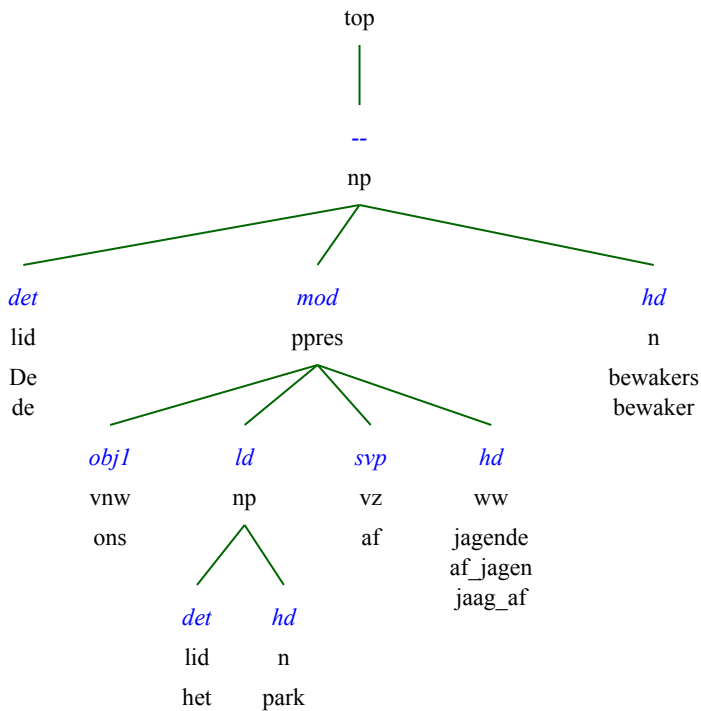 top
--
np
det mod hd
lid ppres n
De bewakers
de bewaker
obj1 ld svp hd
vnw np vz ww
ons af jagende
af_jagen
jaag_af
det hd
lid n
het park